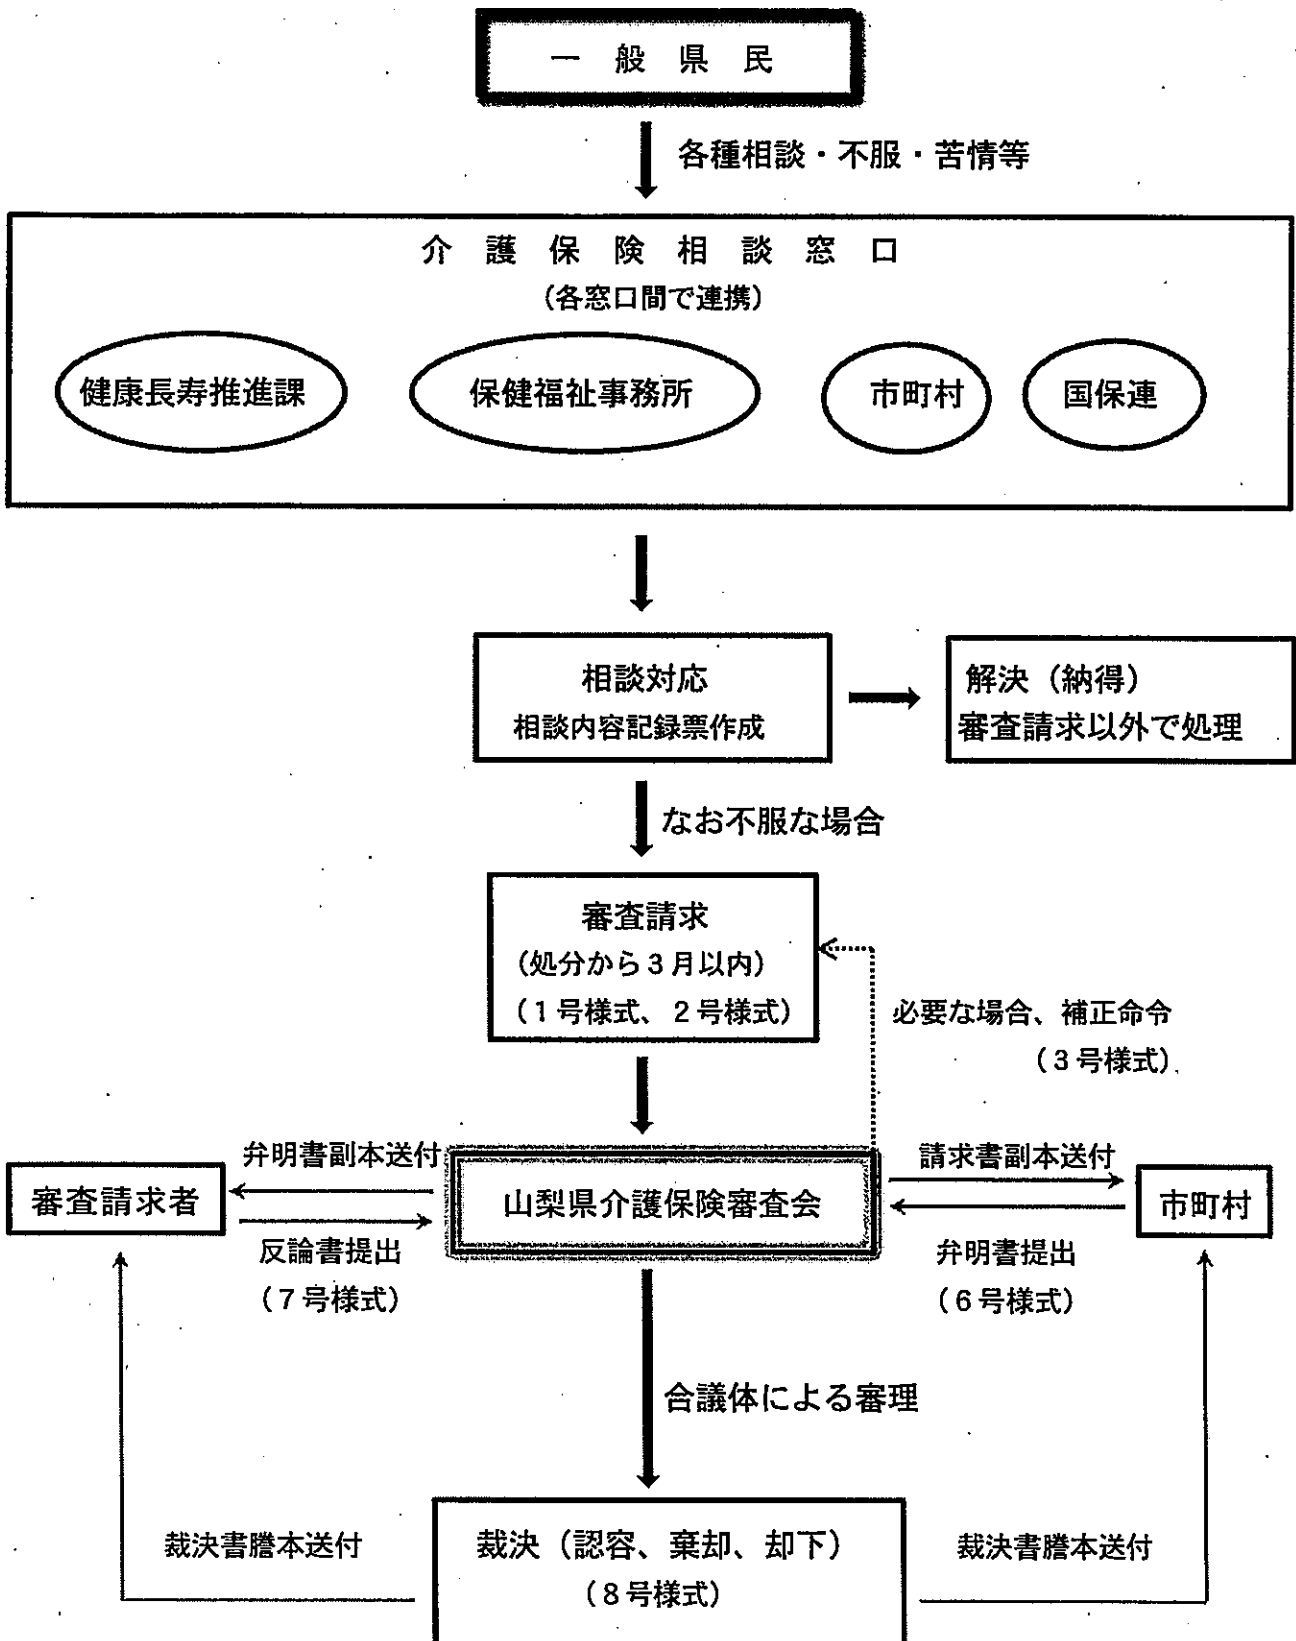 一般県民
各種相談・不服・苦情等
介護保険相談窓口
(各窓口間で連携)
健康長寿推進課
保健福祉事務所
市町村
国保連
相談対応
相談内容記録票作成
解決（納得）
審査請求以外で処理
なお不服な場合
審査請求
(処分から3月以内)
(1号様式、2号様式)
必要な場合、補正命令
(3号様式)
弁明書副本送付
請求書副本送付
審査請求者
山梨県介護保険審査会
市町村
反論書提出
(7号様式)
弁明書提出
(6号様式)
合議体による審理
裁決書謄本送付
裁決（認容、棄却、却下）
(8号様式)
裁決書謄本送付